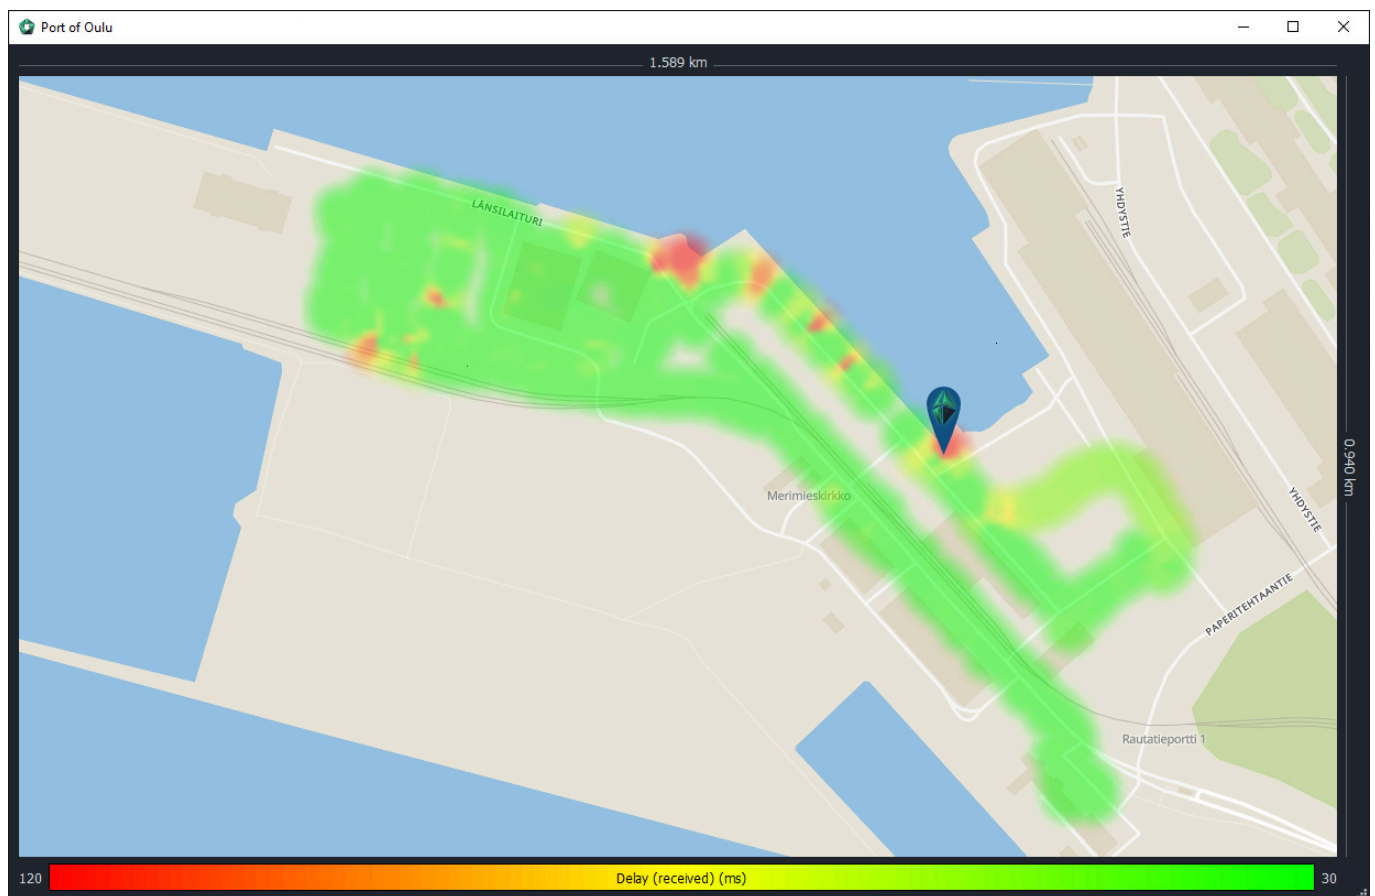 Port of Oulu
1.589 km
LÄNSILAITURI
YHDYSTIE
0.940 km
Merimieskirkko
YHDYSTIE
PAPERITEHTAANTIE
Rautatieportti 1
120
Delay (received) (ms)
30